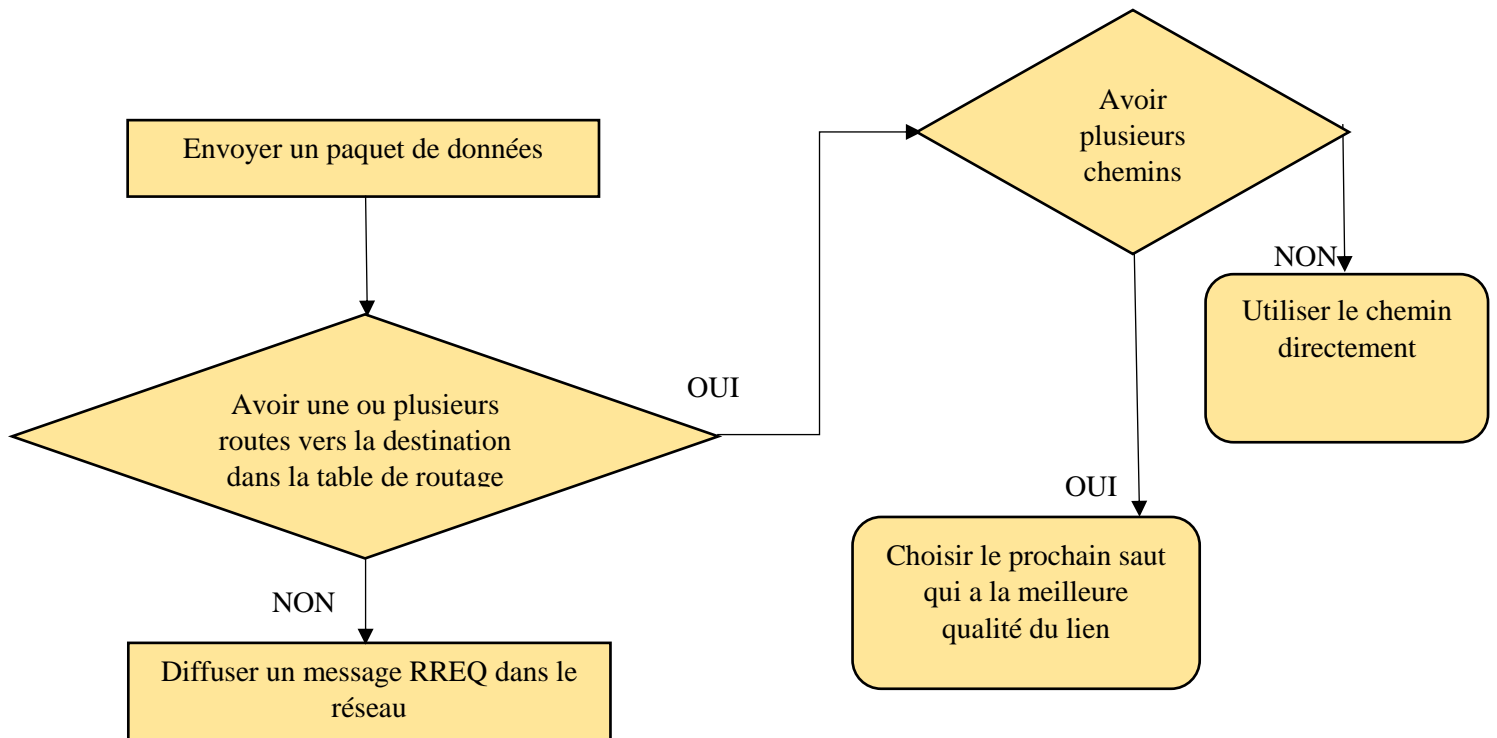 Envoyer un paquet de données
Avoir une ou plusieurs
routes vers la destination
dans la table de routage
OUI
NON
Diffuser un message RREQ dans le
réseau
Avoir
plusieurs
chemins
NON
Utiliser le chemin
directement
OUI
Choisir le prochain saut
qui a la meilleure
qualité du lien